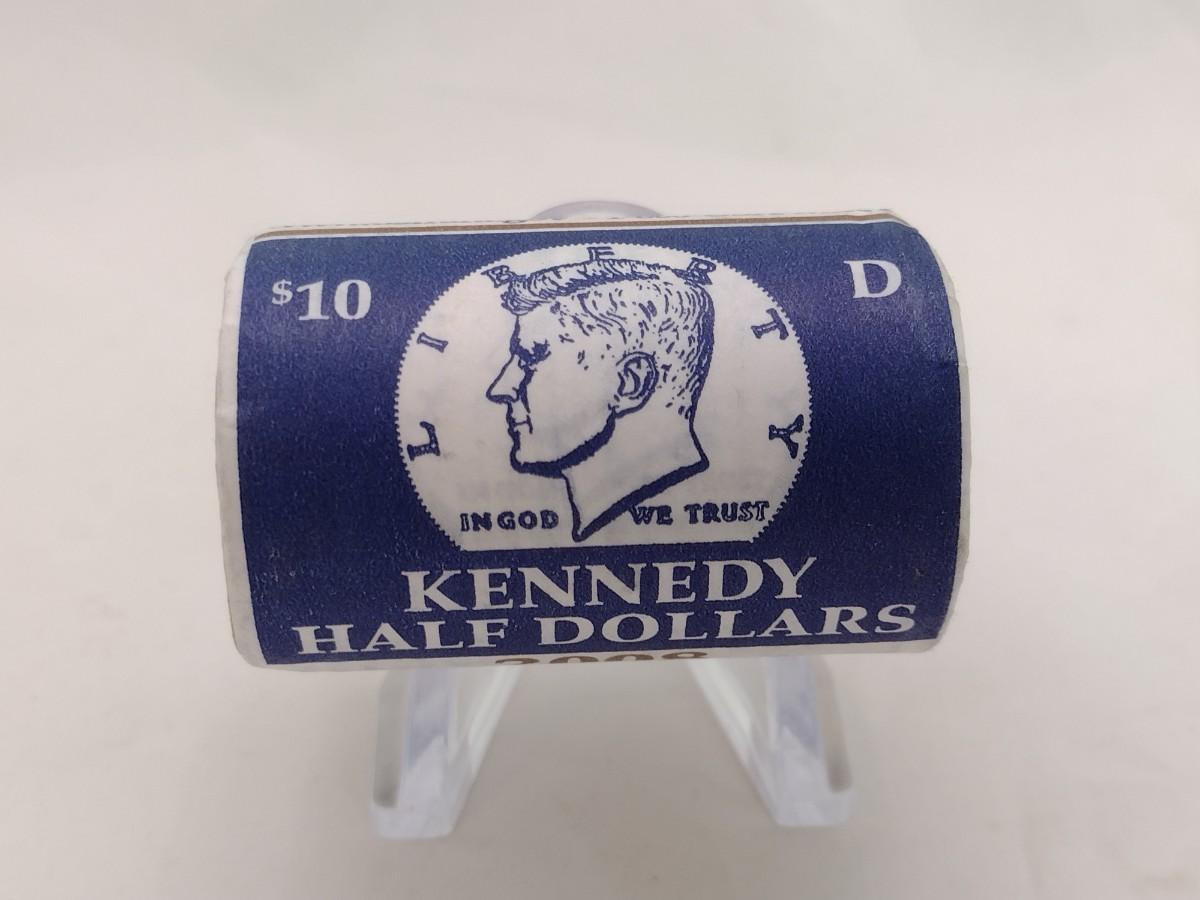 $10
D
LIBERTY
IN GOD WE TRUST
KENNEDY
HALF DOLLARS